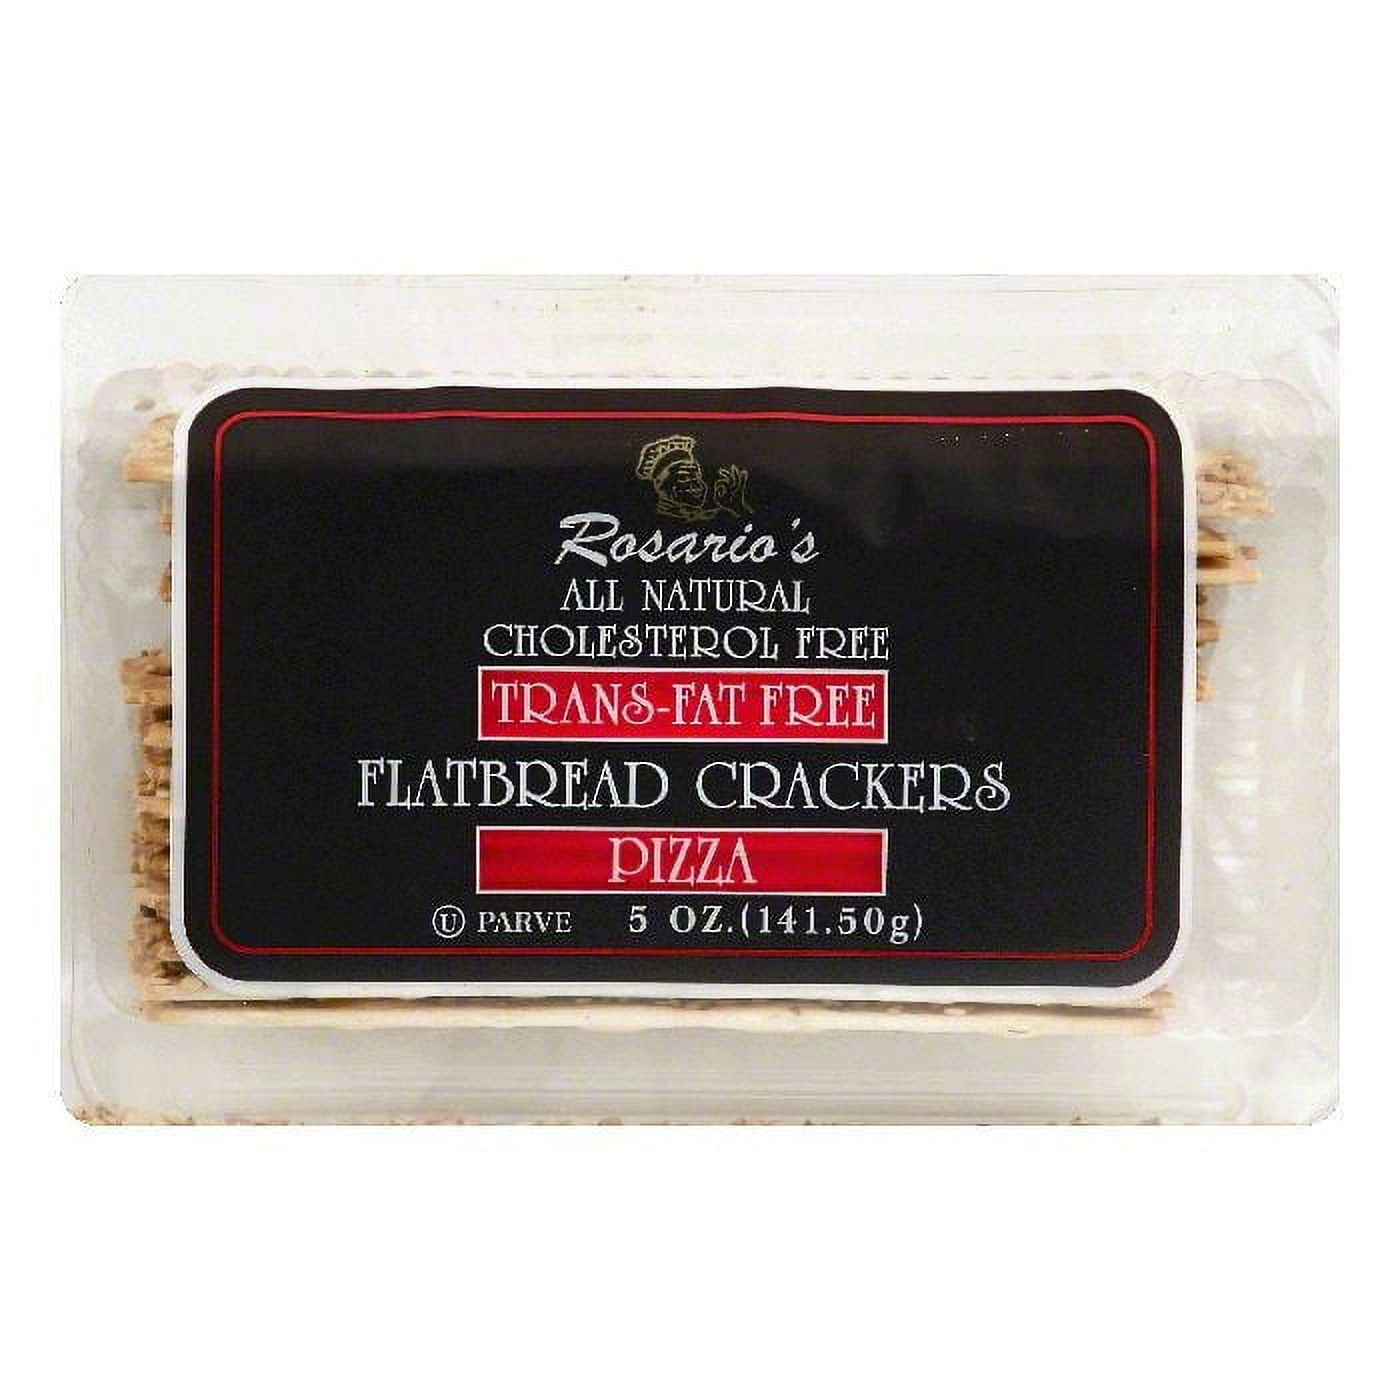 Rosario's
ALL NATURAL
CHOLESTEROL FREE
TRANS-FAT FREE
FLATBREAD CRACKERS
PIZZA
Ⓤ PARVE 5 OZ.(141.50g)